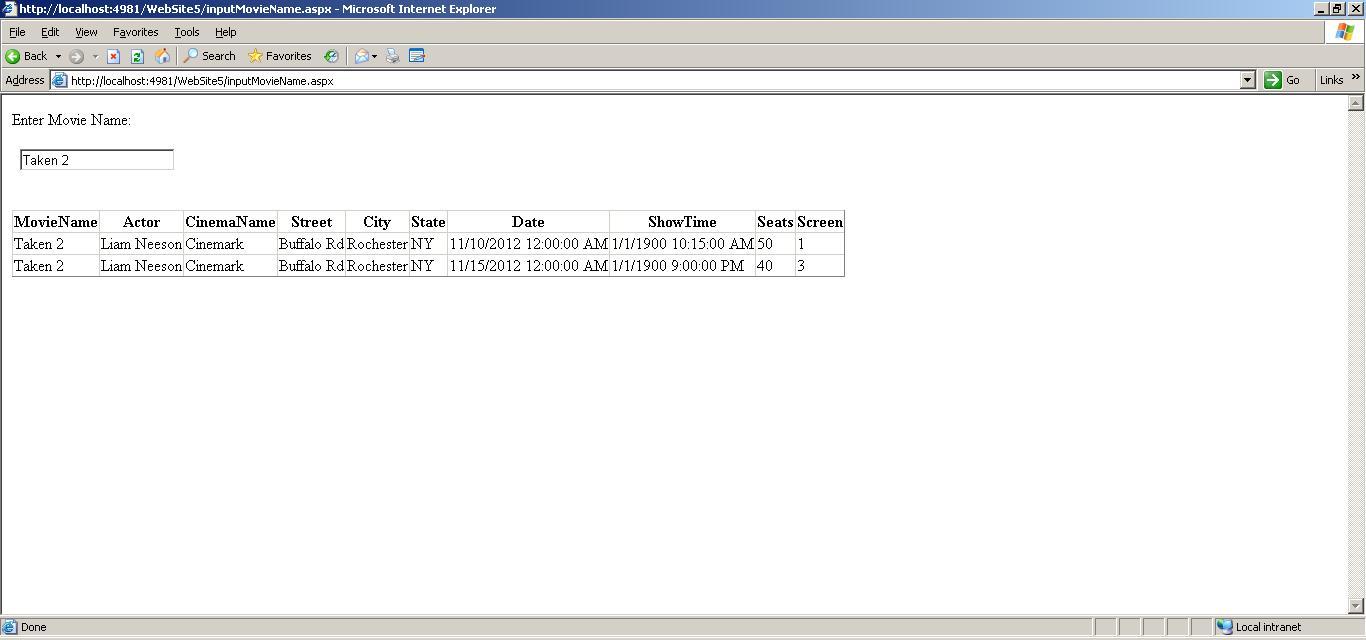 http://localhost:4981/WebSite5/inputMovieName.aspx - Microsoft Internet Explorer
File Edit View Favorites Tools Help
Back Search Favorites
Address http://localhost:4981/WebSite5/inputMovieName.aspx Go Links »
Enter Movie Name:
Taken 2
MovieName Actor CinemaName Street City State Date ShowTime Seats Screen
Taken 2 Liam Neeson Cinemark Buffalo Rd Rochester NY 11/10/2012 12:00:00 AM 1/1/1900 10:15:00 AM 50 1
Taken 2 Liam Neeson Cinemark Buffalo Rd Rochester NY 11/15/2012 12:00:00 AM 1/1/1900 9:00:00 PM 40 3
Done Local intranet